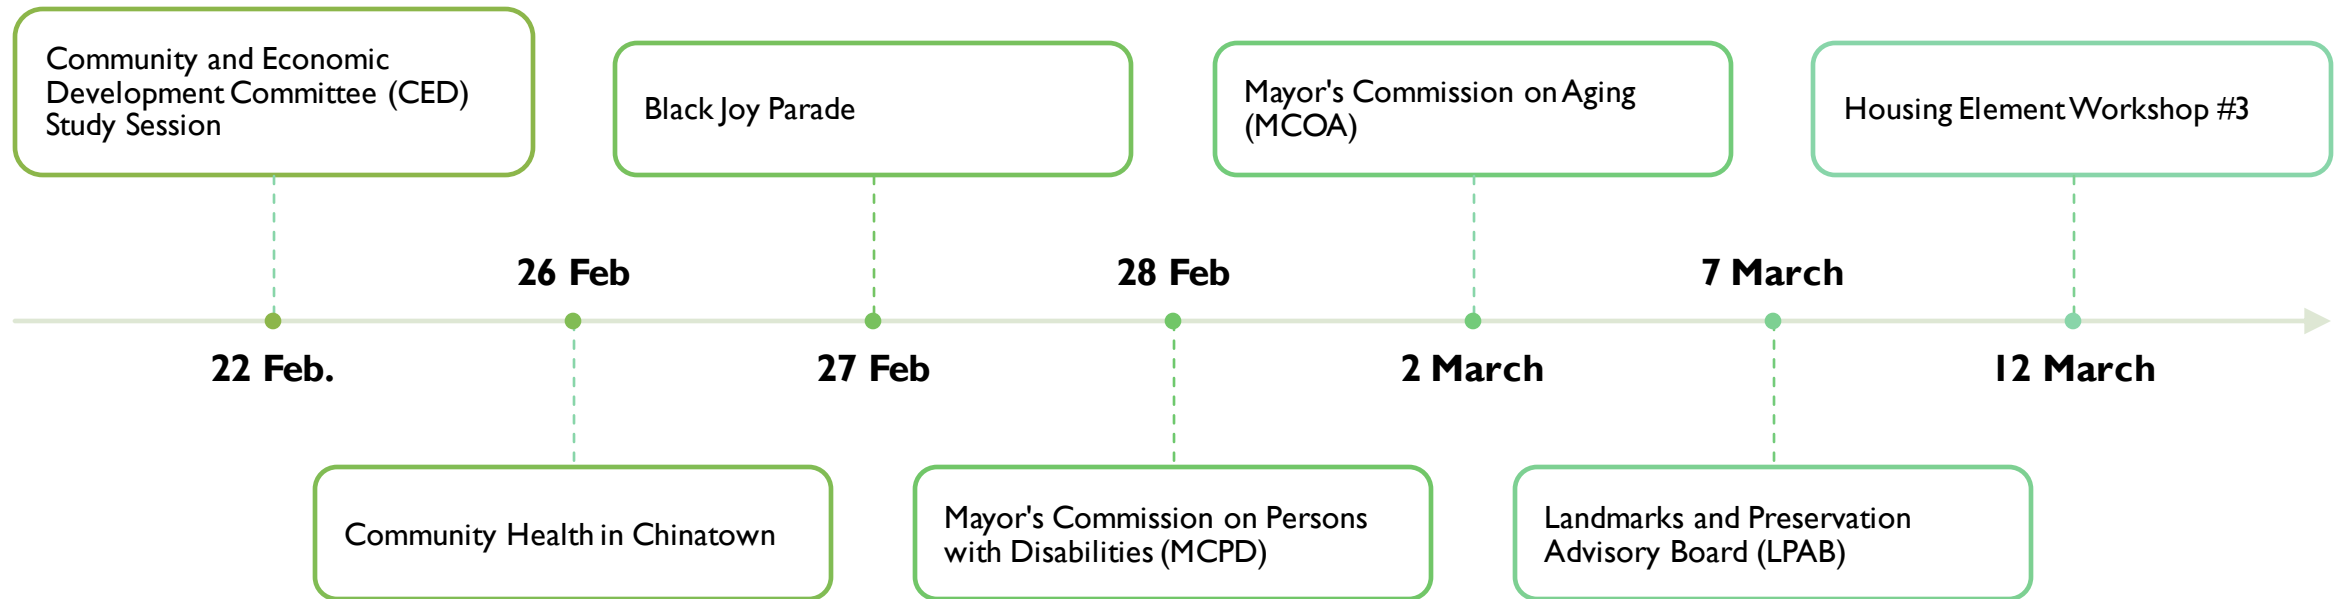 Community and Economic
Development Committee (CED)
Study Session
Black Joy Parade
Mayor's Commission on Aging
(MCOA)
Housing Element Workshop #3
26 Feb
28 Feb
7 March
22 Feb.
27 Feb
2 March
12 March
Community Health in Chinatown
Mayor's Commission on Persons
with Disabilities (MCPD)
Landmarks and Preservation
Advisory Board (LPAB)